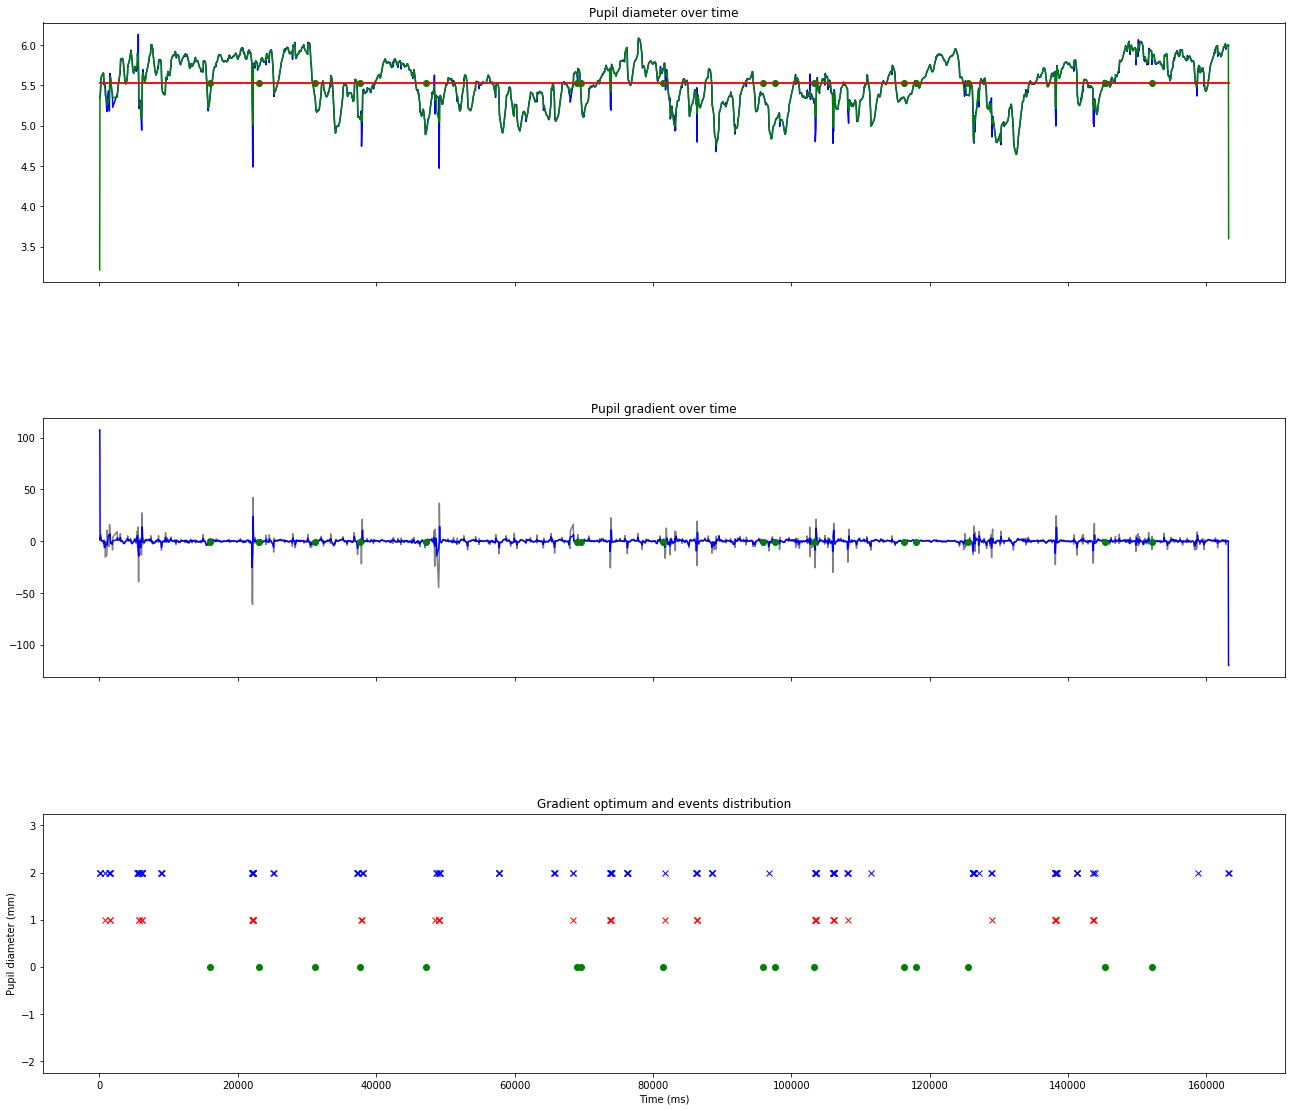 Pupil diameter over time
6.0
5.5
5.0
4.5
4.0
3.5
Pupil gradient over time
100
50
0
−50
−100
Gradient optimum and events distribution
3
2
1
0
−1
−2
Pupil diameter (mm)
0 20000 40000 60000 80000 100000 120000 140000 160000
Time (ms)